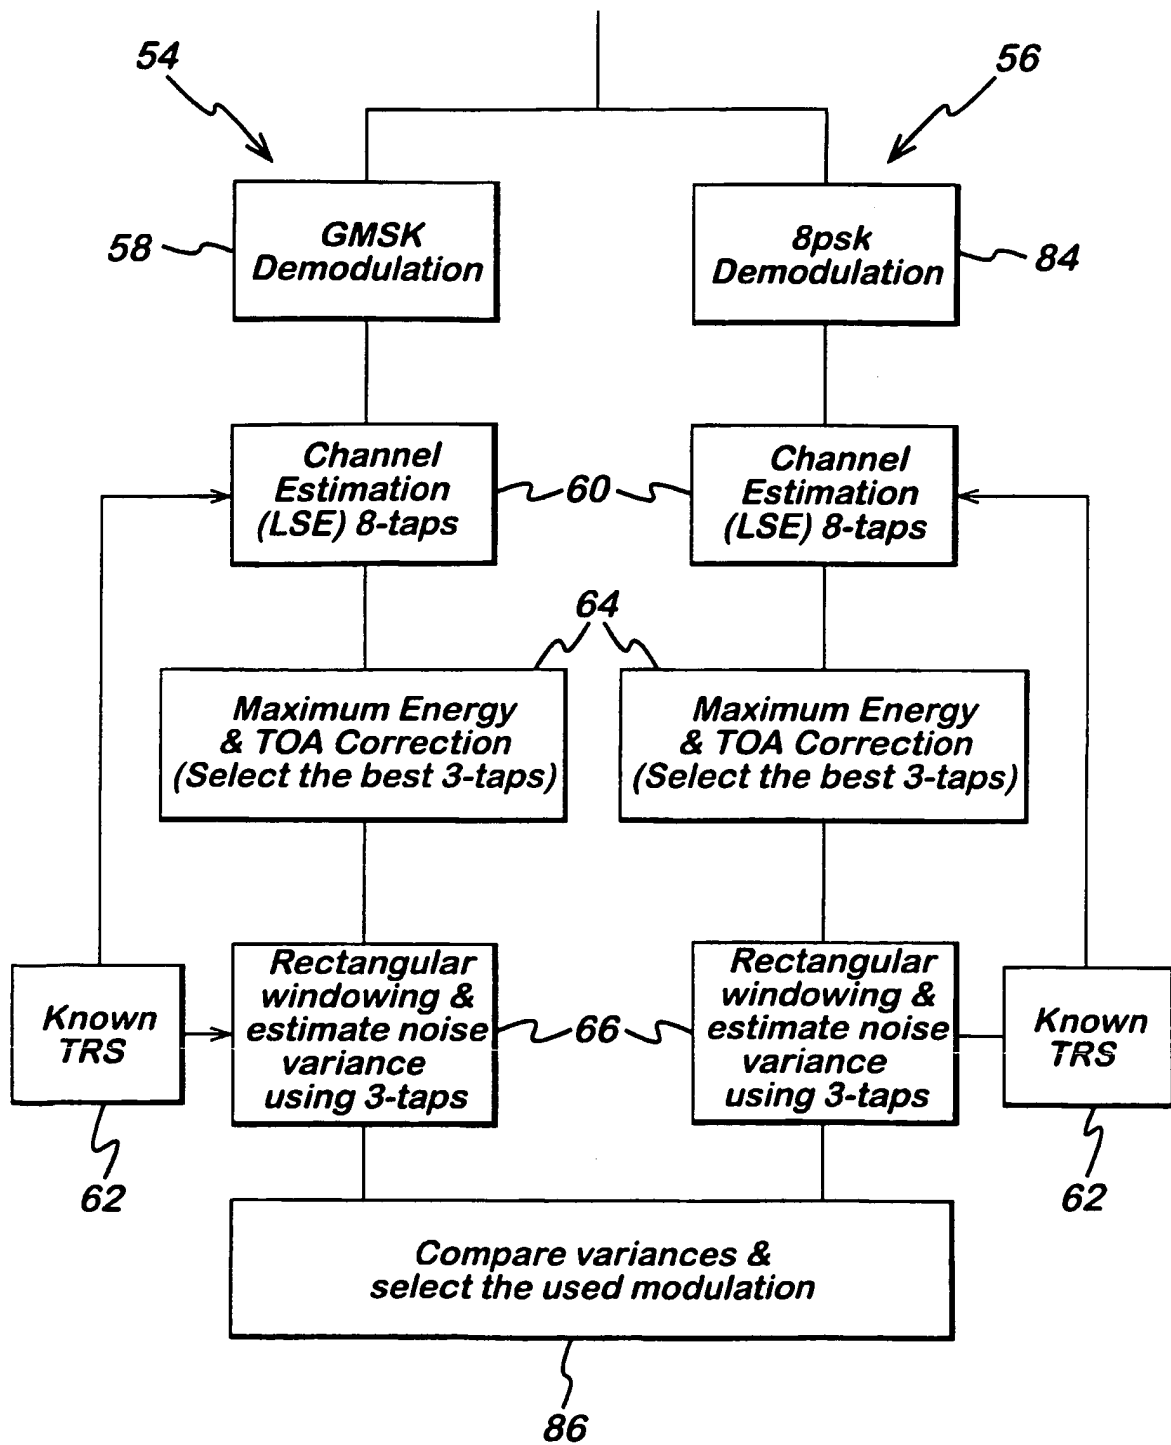 54
56
58
GMSK
Demodulation
8psk
Demodulation
84
Channel
Estimation
(LSE) 8-taps
60
Channel
Estimation
(LSE) 8-taps
64
Maximum Energy
& TOA Correction
(Select the best 3-taps)
Maximum Energy
& TOA Correction
(Select the best 3-taps)
Known
TRS
Rectangular
windowing &
estimate noise
variance
using 3-taps
66
Rectangular
windowing &
estimate noise
variance
using 3-taps
Known
TRS
62
62
Compare variances &
select the used modulation
86